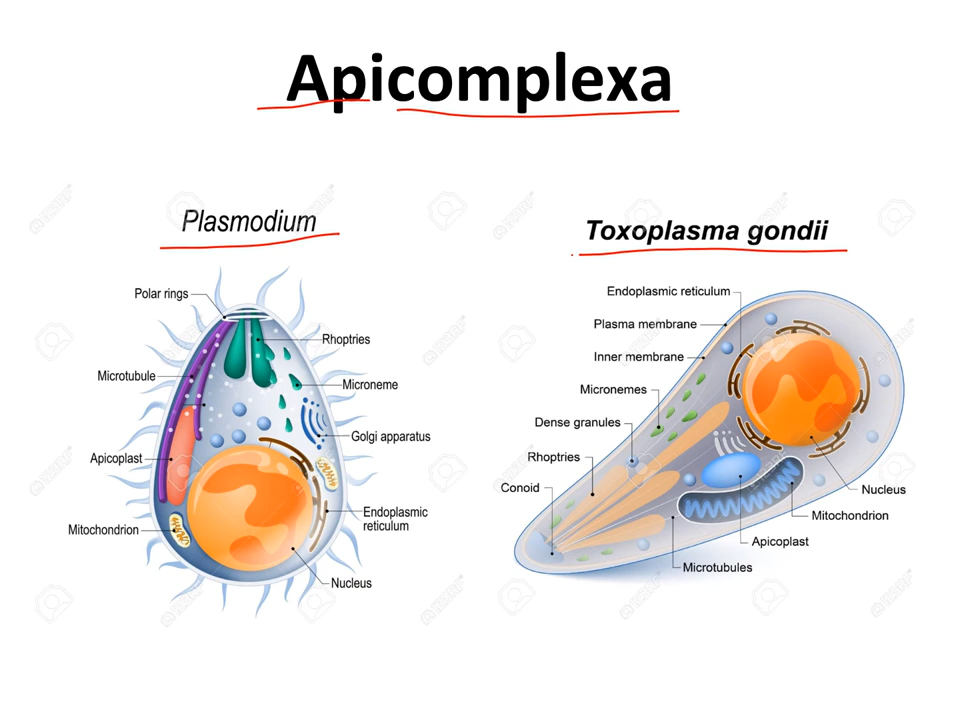 Apicomplexa
Plasmodium
Polar rings
Rhoptries
Microtubule
Microneme
Golgi apparatus
Apicoplast
Mitochondrion
Endoplasmic
reticulum
Nucleus
Toxoplasma gondii
Endoplasmic reticulum
Plasma membrane
Inner membrane
Micronemes
Dense granules
Rhoptries
Conoid
Nucleus
Mitochondrion
Apicoplast
Microtubules